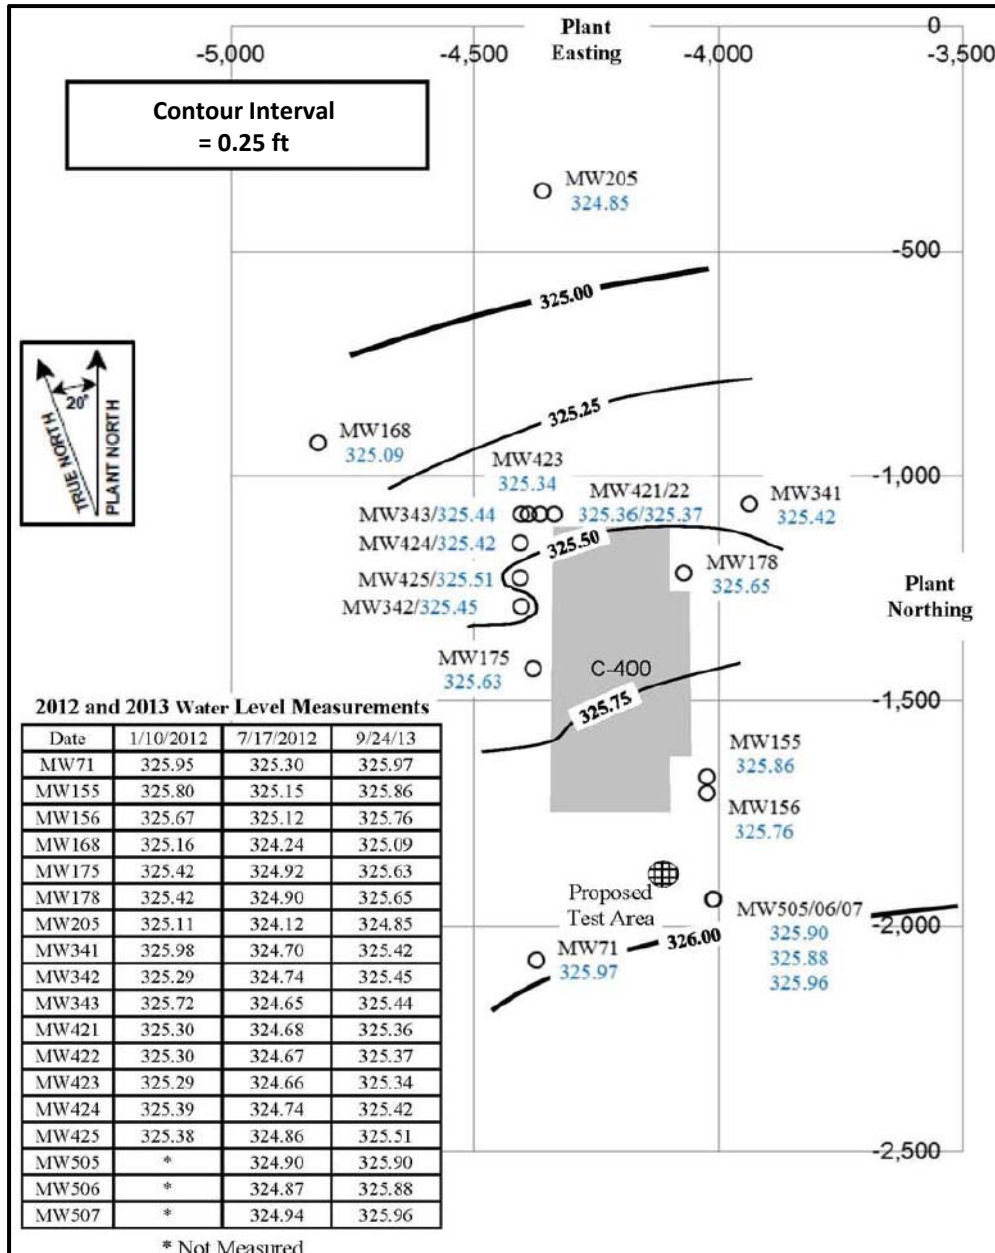 Plant
Easting
0
-5,000
-4,500
-4,000
-3,500
Contour Interval
= 0.25 ft
MW205
324.85
-500
325.00
TRUE NORTH
20°
PLANT NORTH
325.25
MW168
325.09
MW423
325.34
-1,000
MW421/22
325.36/325.37
MW341
325.42
MW343/325.44
MW424/325.42
325.50
MW425/325.51
MW342/325.45
MW178
325.65
Plant
Northing
MW175
325.63
C-400
325.75
-1,500
MW155
325.86
MW156
325.76
Proposed
Test Area
MW505/06/07
325.90
325.88
325.96
-2,000
326.00
MW71
325.97
-2,500
2012 and 2013 Water Level Measurements
Date 1/10/2012 7/17/2012 9/24/13
MW71 325.95 325.30 325.97
MW155 325.80 325.15 325.86
MW156 325.67 325.12 325.76
MW168 325.16 324.24 325.09
MW175 325.42 324.92 325.63
MW178 325.42 324.90 325.65
MW205 325.11 324.12 324.85
MW341 325.98 324.70 325.42
MW342 325.29 324.74 325.45
MW343 325.72 324.65 325.44
MW421 325.30 324.68 325.36
MW422 325.30 324.67 325.37
MW423 325.29 324.66 325.34
MW424 325.39 324.74 325.42
MW425 325.38 324.86 325.51
MW505 * 324.90 325.90
MW506 * 324.87 325.88
MW507 * 324.94 325.96
* Not Measured